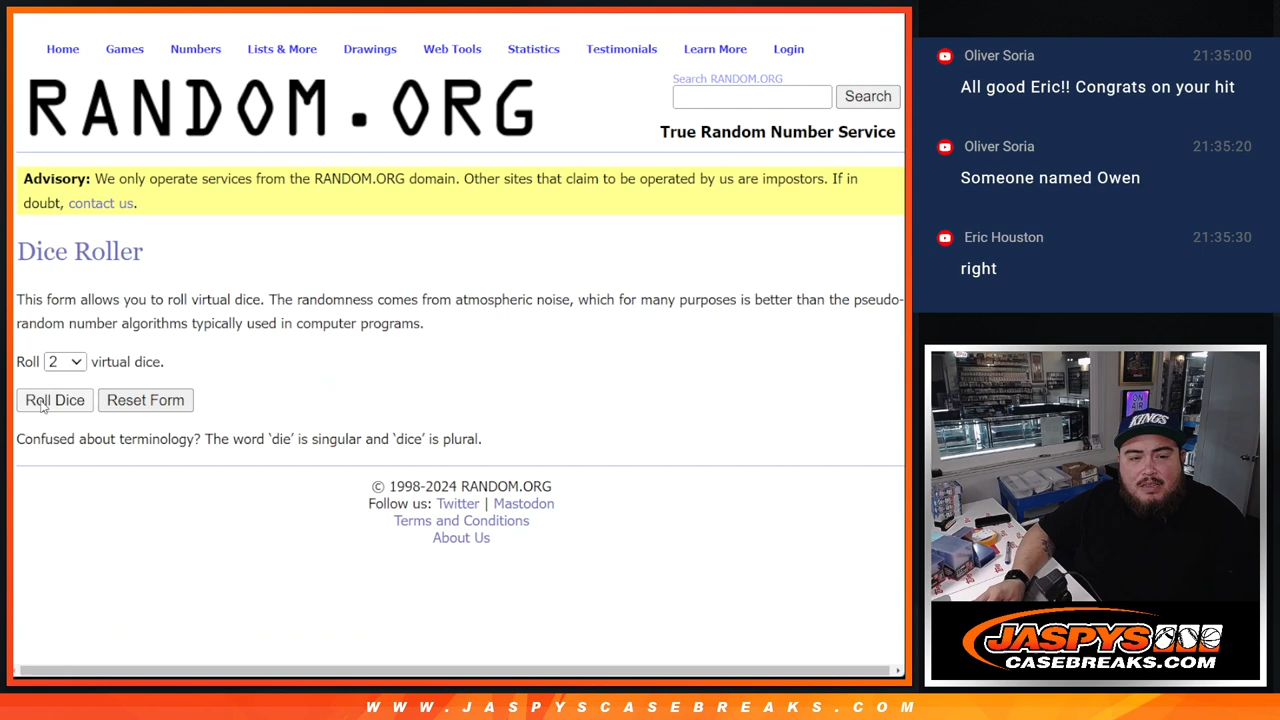 Home Games Numbers Lists & More Drawings Web Tools Statistics Testimonials Learn More Login
RANDOM.ORG
Search RANDOM.ORG
Search
True Random Number Service
Advisory: We only operate services from the RANDOM.ORG domain. Other sites that claim to be operated by us are impostors. If in
doubt, contact us.
Dice Roller
This form allows you to roll virtual dice. The randomness comes from atmospheric noise, which for many purposes is better than the pseudo-
random number algorithms typically used in computer programs.
Roll 2 virtual dice.
Roll Dice Reset Form
Confused about terminology? The word ‘die’ is singular and ‘dice’ is plural.
© 1998-2024 RANDOM.ORG
Follow us: Twitter | Mastodon
Terms and Conditions
About Us
Oliver Soria 21:35:00
All good Eric!! Congrats on your hit
Oliver Soria 21:35:20
Someone named Owen
Eric Houston 21:35:30
right
ON
AIR
KINGS
JASPYS
CASEBREAKS.COM
WWW.JASPYSCASEBREAKS.COM